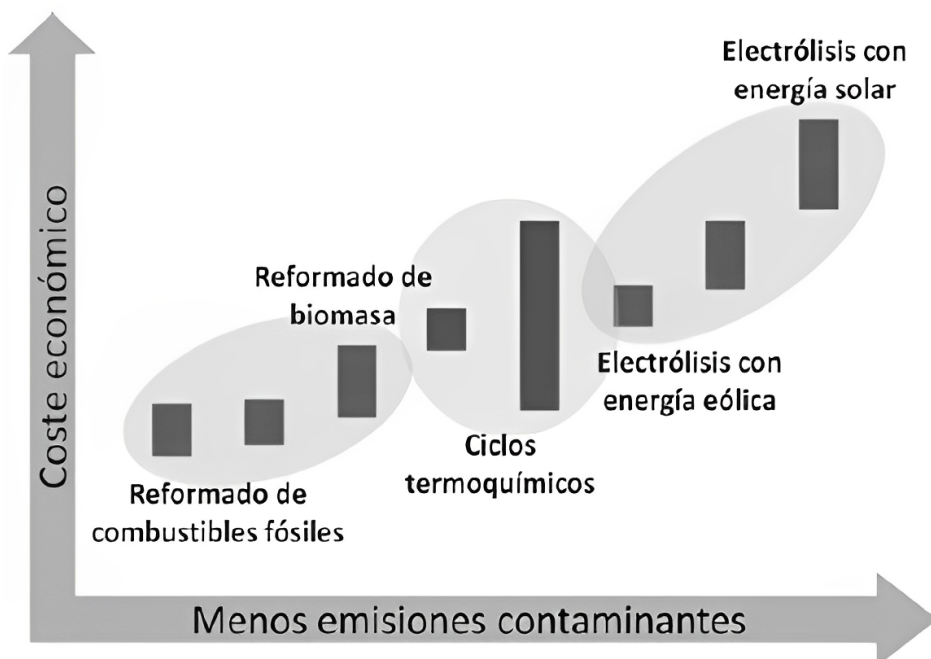 Electrólisis con
energía solar
Coste económico
Reformado de
biomasa
Electrólisis con
energía eólica
Ciclos
termoquímicos
Reformado de
combustibles fósiles
Menos emisiones contaminantes